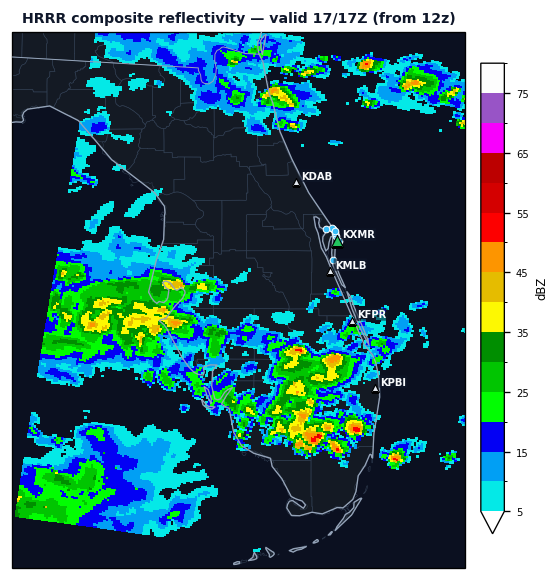 HRRR composite reflectivity — valid 17/17Z (from 12z)
75
65
55
45
35
25
15
5
dBZ
KDAB
KXMR
KMLB
KFPR
KPBI